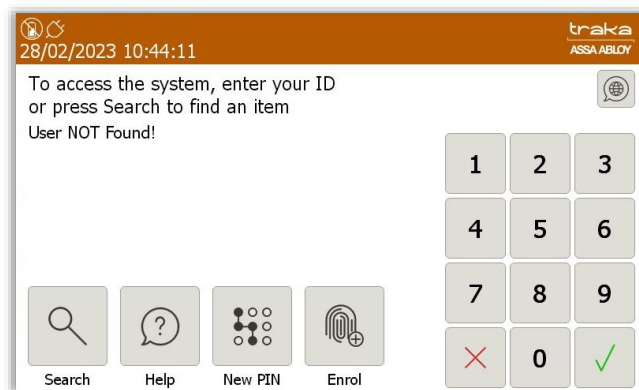 traka
28/02/2023 10:44:11
ASSA ABLOY
To access the system, enter your ID
or press Search to find an item
User NOT Found!
1 2 3
4 5 6
7 8 9
0
?
Search Help New PIN Enrol